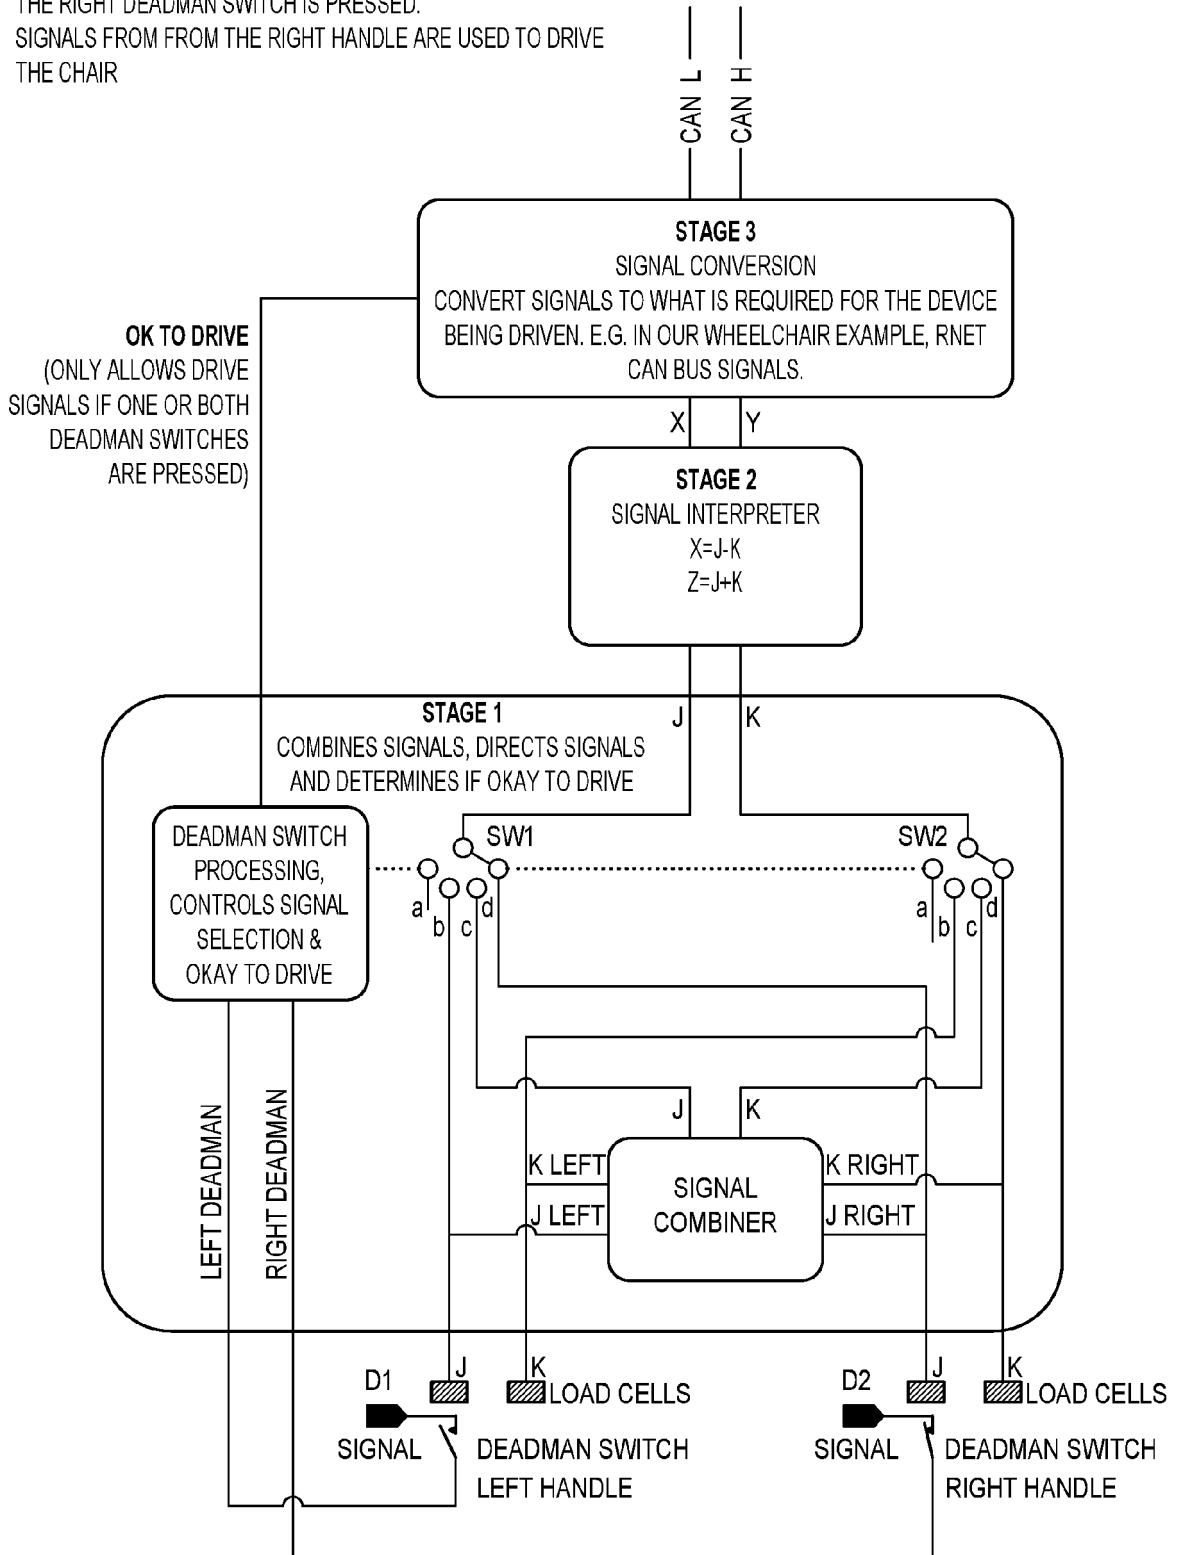 THE RIGHT DEADMAN SWITCH IS PRESSED.
SIGNALS FROM FROM THE RIGHT HANDLE ARE USED TO DRIVE
THE CHAIR
CAN L
CAN H
STAGE 3
SIGNAL CONVERSION
CONVERT SIGNALS TO WHAT IS REQUIRED FOR THE DEVICE
BEING DRIVEN. E.G. IN OUR WHEELCHAIR EXAMPLE, RNET
CAN BUS SIGNALS.
OK TO DRIVE
(ONLY ALLOWS DRIVE
SIGNALS IF ONE OR BOTH
DEADMAN SWITCHES
ARE PRESSED)
X
Y
STAGE 2
SIGNAL INTERPRETER
X=J-K
Z=J+K
STAGE 1
COMBINES SIGNALS, DIRECTS SIGNALS
AND DETERMINES IF OKAY TO DRIVE
J
K
DEADMAN SWITCH
PROCESSING,
CONTROLS SIGNAL
SELECTION &
OKAY TO DRIVE
SW1
a
b
c
d
SW2
a
b
c
d
LEFT DEADMAN
RIGHT DEADMAN
J
K
K LEFT
J LEFT
SIGNAL
COMBINER
K RIGHT
J RIGHT
D1
J
K
LOAD CELLS
SIGNAL
DEADMAN SWITCH
LEFT HANDLE
D2
J
K
LOAD CELLS
SIGNAL
DEADMAN SWITCH
RIGHT HANDLE